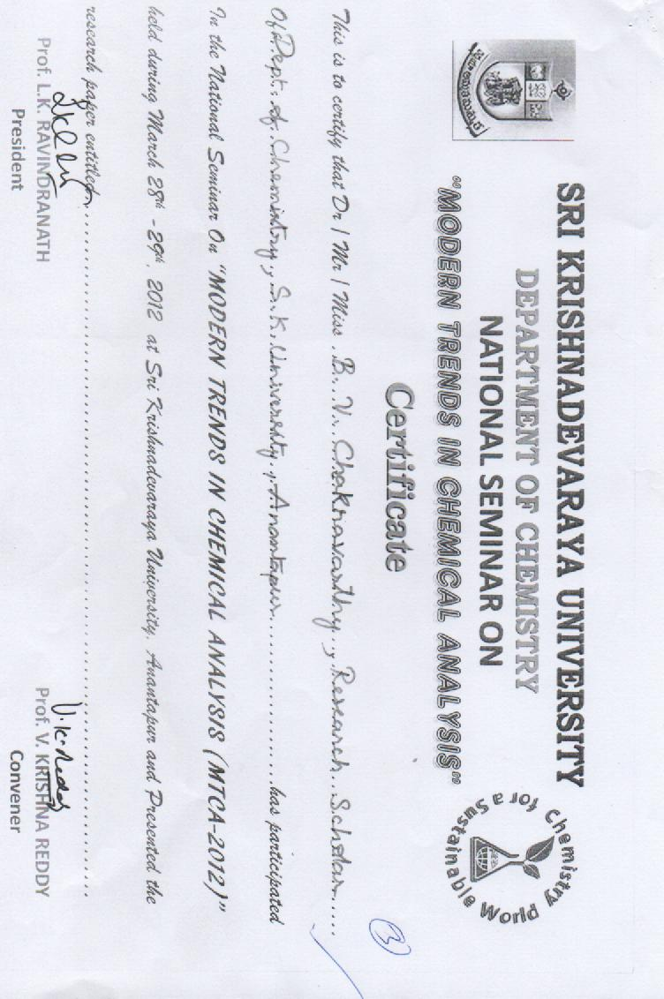 SRI KRISHNADEVARAYA UNIVERSITY
DEPARTMENT OF CHEMISTRY
NATIONAL SEMINAR ON
"MODERN TRENDS IN CHEMICAL ANALYSIS"
Chemistry for a Sustainable World
Certificate
3
This is to certify that Dr / Mr / Miss. B. V. Chakravarthy, Research Scholar.....
Of Dept. of Chemistry, S.K. University, Anantapur..................has participated
In the National Seminar On "MODERN TRENDS IN CHEMICAL ANALYSIS (MTCA-2012)"
held during March 28th - 29th, 2012 at Sri Krishnadevaraya University, Anantapur and Presented the
research paper entitled...............................................................
V. K. Reddy
Prof. L.K. RAVINDRANATH
President
Prof. V. KRISHNA REDDY
Convener